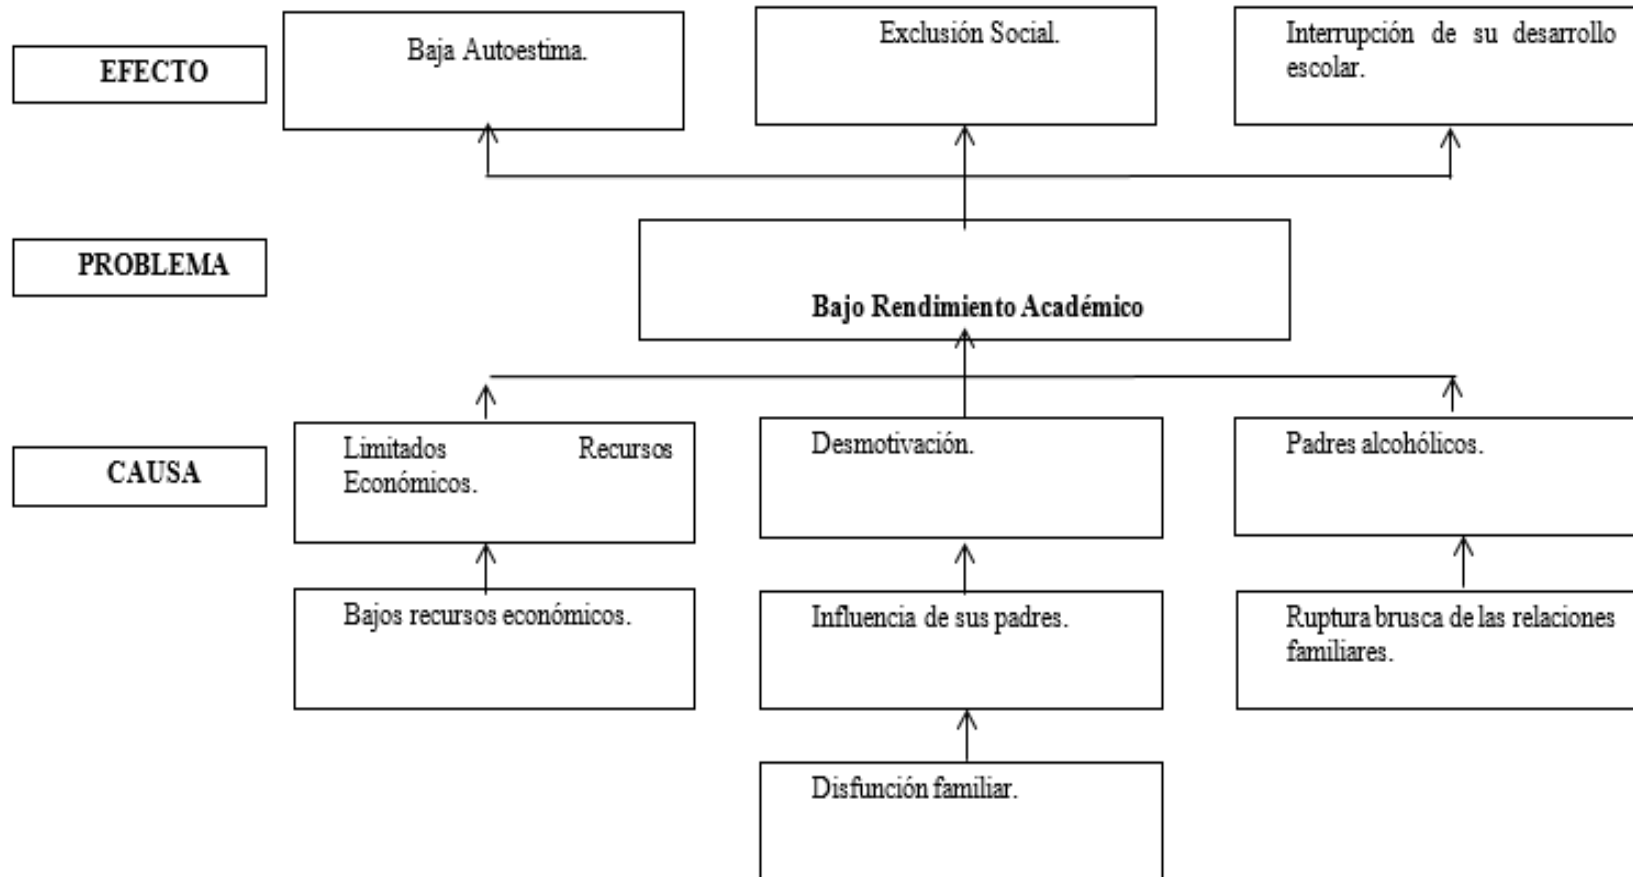 EFECTO
Baja Autoestima.
Exclusión Social.
Interrupción de su desarrollo
escolar.
PROBLEMA
Bajo Rendimiento Académico
CAUSA
Limitados Recursos
Económicos.
Desmotivación.
Padres alcohólicos.
Bajos recursos económicos.
Influencia de sus padres.
Ruptura brusca de las relaciones
familiares.
Disfunción familiar.